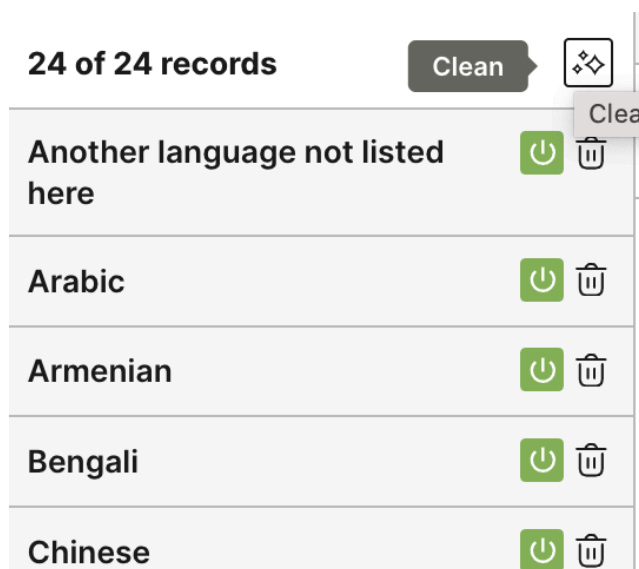 24 of 24 records
Clean
Clea
Another language not listed
here
Arabic
Armenian
Bengali
Chinese